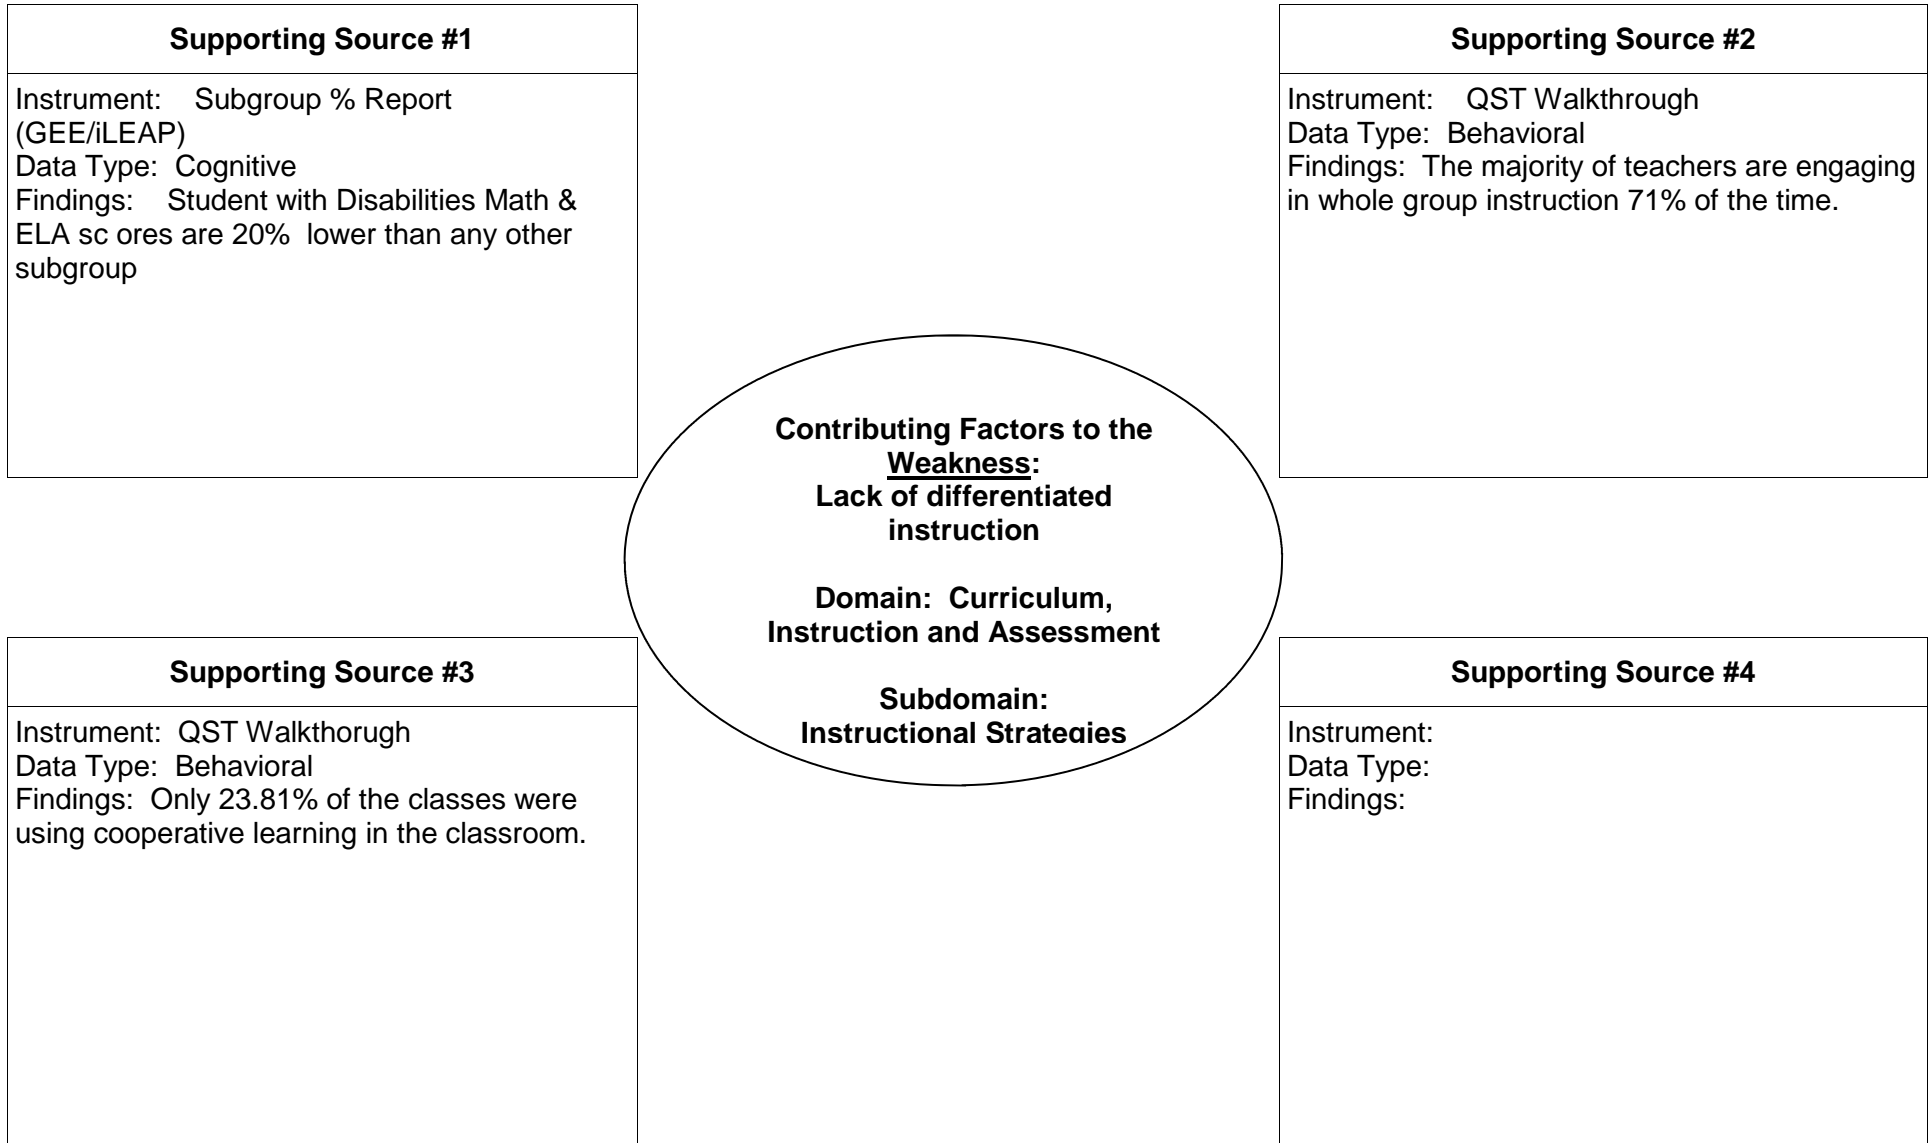 Supporting Source #1
Instrument: Subgroup % Report
(GEE/iLEAP)
Data Type: Cognitive
Findings: Student with Disabilities Math &
ELA sc ores are 20% lower than any other
subgroup
Supporting Source #2
Instrument: QST Walkthrough
Data Type: Behavioral
Findings: The majority of teachers are engaging
in whole group instruction 71% of the time.
Contributing Factors to the
Weakness:
Lack of differentiated
instruction
Domain: Curriculum,
Instruction and Assessment
Subdomain:
Instructional Strategies
Supporting Source #3
Instrument: QST Walkthorugh
Data Type: Behavioral
Findings: Only 23.81% of the classes were
using cooperative learning in the classroom.
Supporting Source #4
Instrument:
Data Type:
Findings: